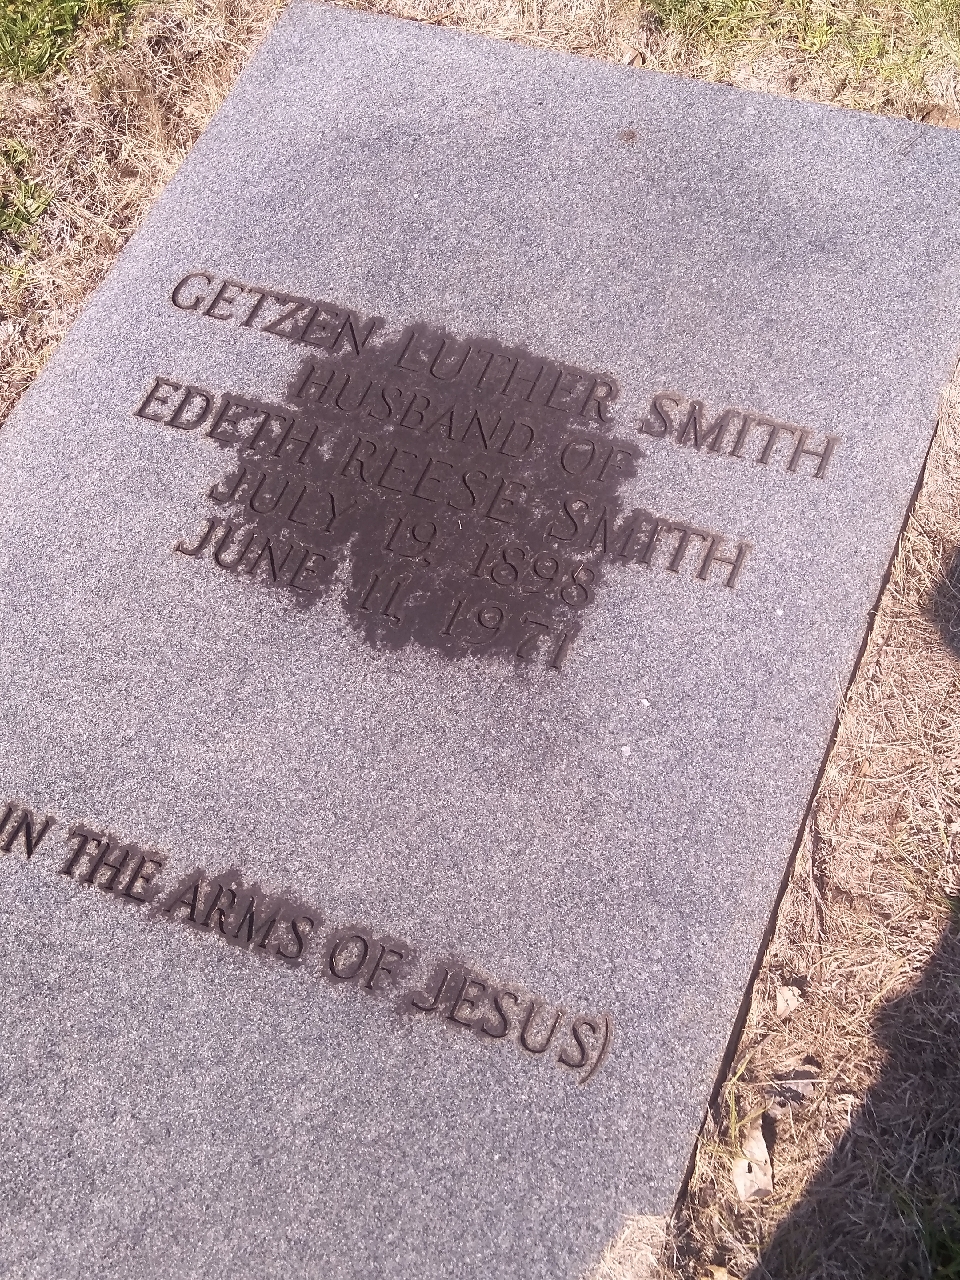 GETZEN LUTHER SMITH
HUSBAND OF
EDETH REESE SMITH
JULY 19, 1898
JUNE 11, 1971
IN THE ARMS OF JESUS)